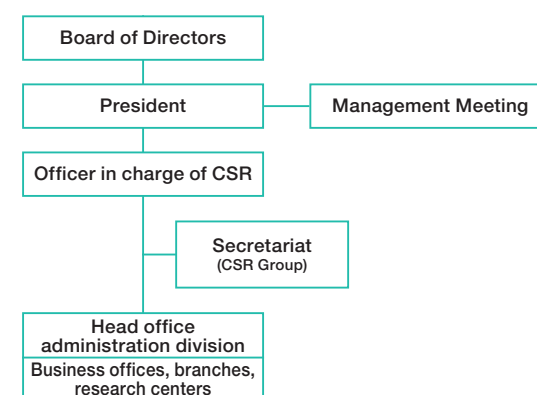 Board of Directors
President
Management Meeting
Officer in charge of CSR
Secretariat
(CSR Group)
Head office
administration division
Business offices, branches,
research centers